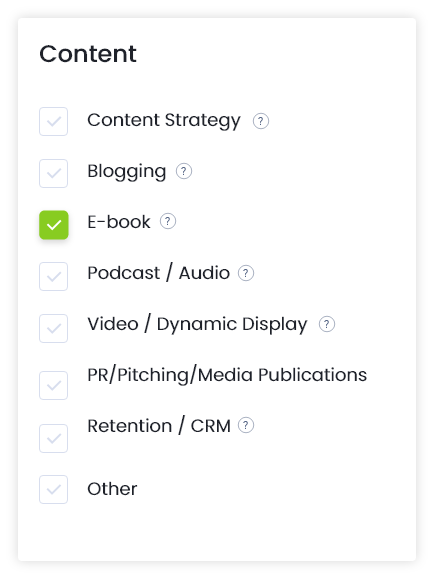 Content
Content Strategy ?
Blogging ?
E-book ?
Podcast / Audio ?
Video / Dynamic Display ?
PR/Pitching/Media Publications
Retention / CRM ?
Other